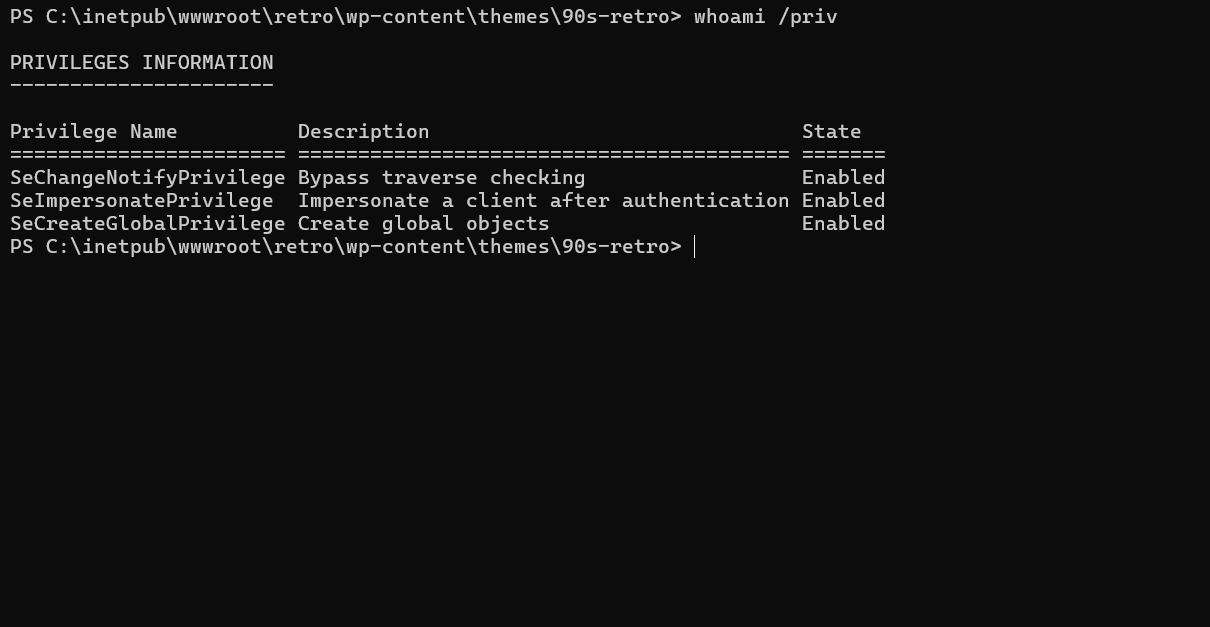 PS C:\inetpub\wwwroot\retro\wp-content\themes\90s-retro> whoami /priv
PRIVILEGES INFORMATION
----------------------
Privilege Name          Description                               State
======================= ========================================= =======
SeChangeNotifyPrivilege Bypass traverse checking                  Enabled
SeImpersonatePrivilege  Impersonate a client after authentication Enabled
SeCreateGlobalPrivilege Create global objects                     Enabled
PS C:\inetpub\wwwroot\retro\wp-content\themes\90s-retro>